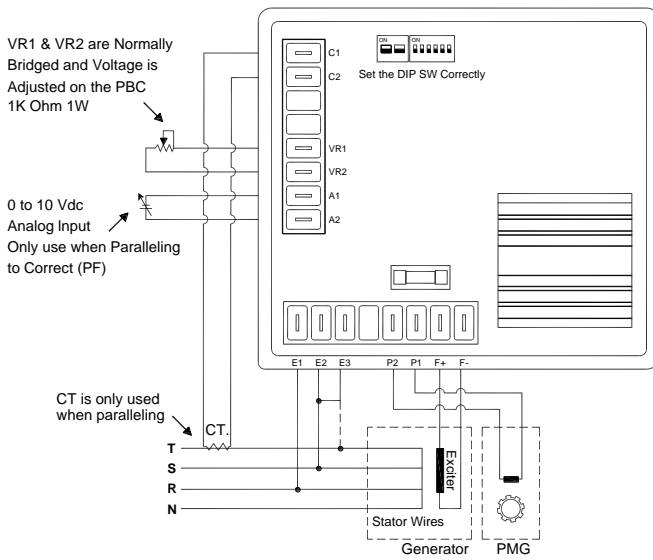 VR1 & VR2 are Normally
Bridged and Voltage is
Adjusted on the PBC
1K Ohm 1W
0 to 10 Vdc
Analog Input
Only use when Paralleling
to Correct (PF)
CT is only used
when paralleling
ON
ON
Set the DIP SW Correctly
C1
C2
VR1
VR2
A1
A2
E1 E2 E3 P2 P1 F+ F-
CT.
T
S
R
N
Exciter
Stator Wires
Generator
PMG